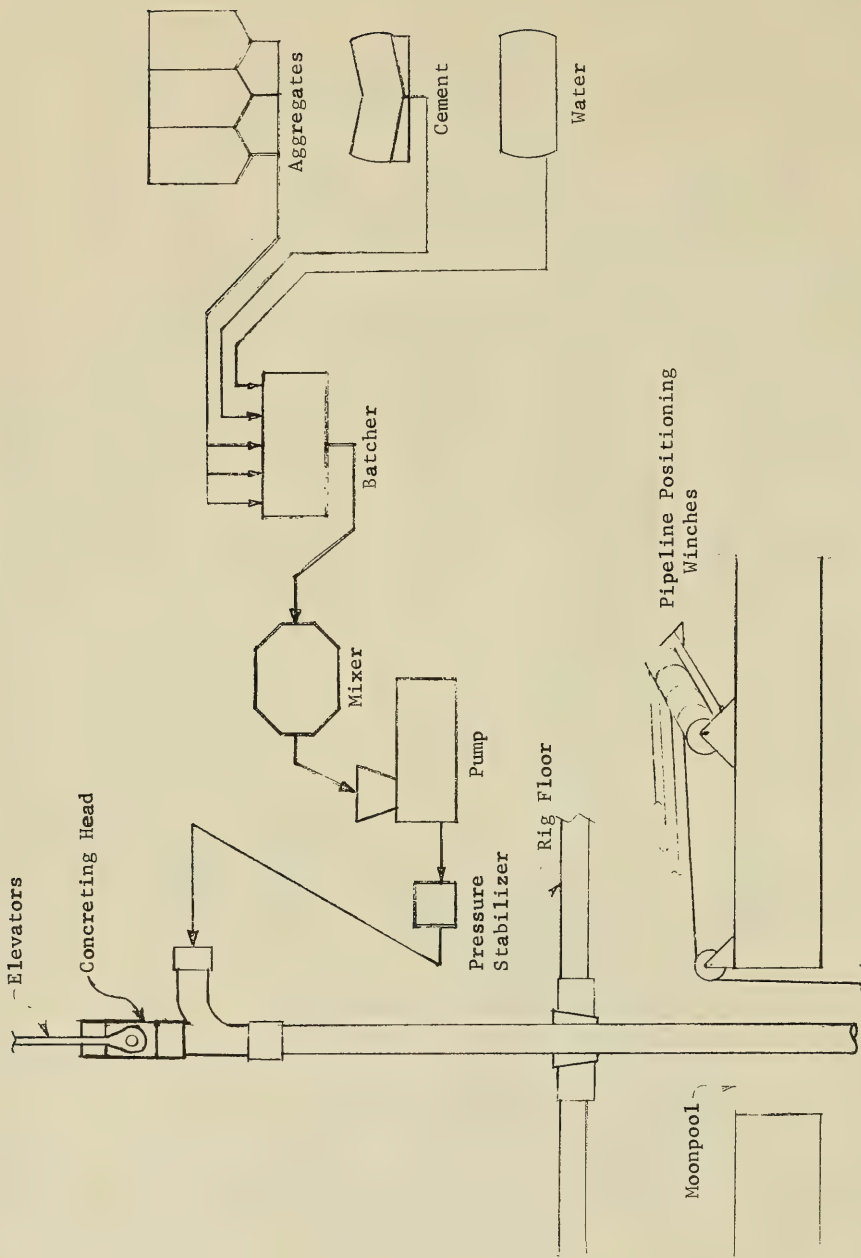 Elevators
Concreting Head
Aggregates
Cement
Water
Batcher
Mixer
Pump
Pressure
Stabilizer
Rig Floor
Pipeline Positioning
Winches
Moonpool